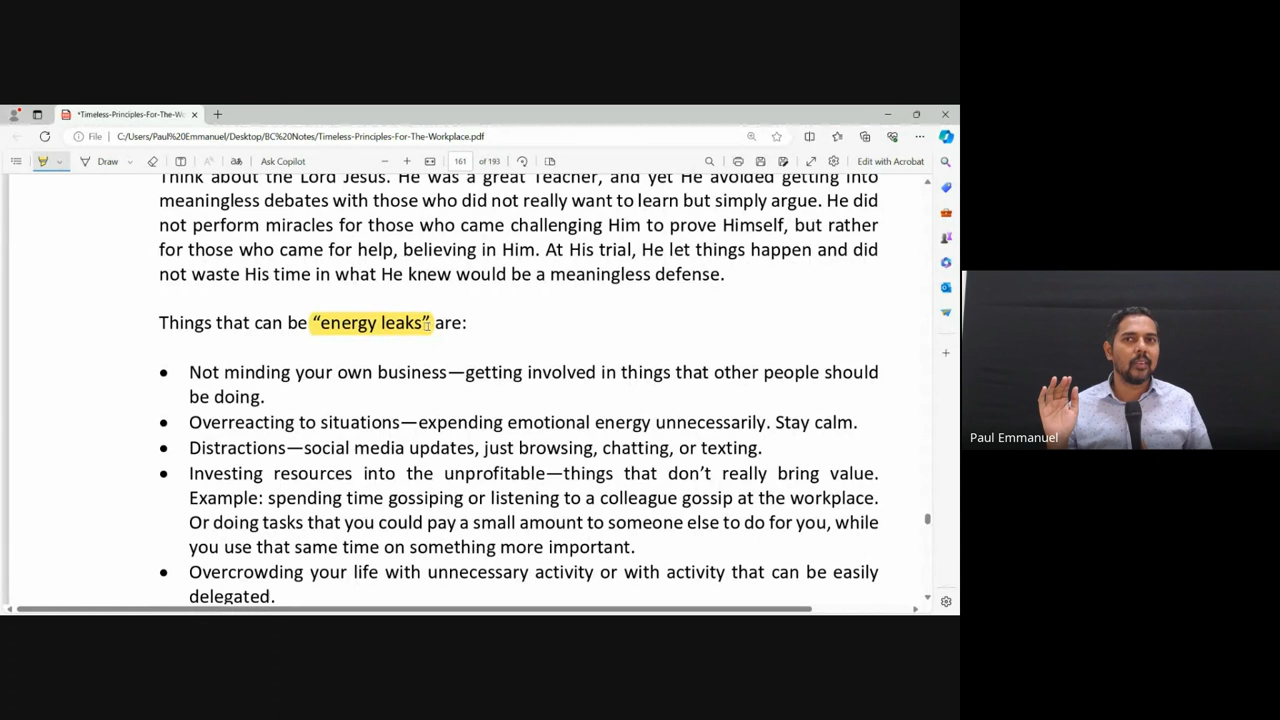 *Timeless-Principles-For-The-Wo
File
C:/Users/Paul%20Emmanuel/Desktop/BC%20Notes/Timeless-Principles-For-The-Workplace.pdf
Draw
Ask Copilot
161 of 193
Edit with Acrobat
Think about the Lord Jesus. He was a great Teacher, and yet He avoided getting into
meaningless debates with those who did not really want to learn but simply argue. He did
not perform miracles for those who came challenging Him to prove Himself, but rather
for those who came for help, believing in Him. At His trial, He let things happen and did
not waste His time in what He knew would be a meaningless defense.
Things that can be “energy leaks” are:
• Not minding your own business—getting involved in things that other people should
be doing.
• Overreacting to situations—expending emotional energy unnecessarily. Stay calm.
• Distractions—social media updates, just browsing, chatting, or texting.
• Investing resources into the unprofitable—things that don’t really bring value.
Example: spending time gossiping or listening to a colleague gossip at the workplace.
Or doing tasks that you could pay a small amount to someone else to do for you, while
you use that same time on something more important.
• Overcrowding your life with unnecessary activity or with activity that can be easily
delegated.
Paul Emmanuel